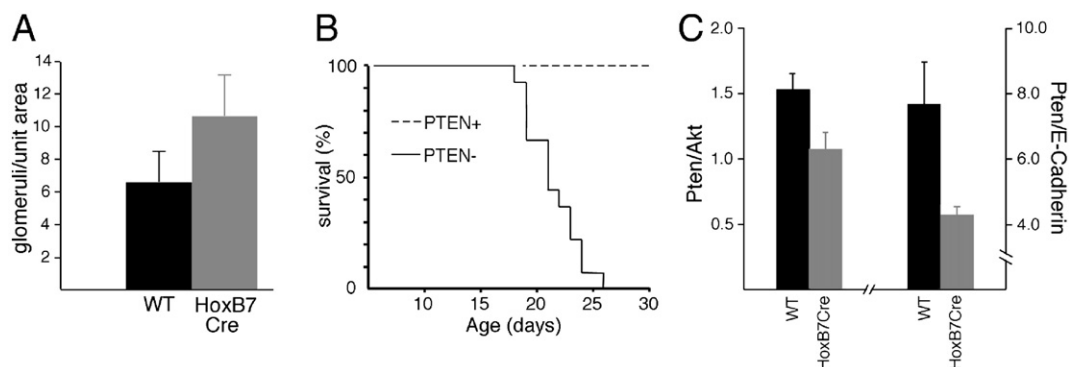 A
glomeruli/unit area
14
12
10
8
6
4
2
WT
HoxB7
Cre
B
survival (%)
100
50
0
PTEN+
PTEN-
10
15
20
25
30
Age (days)
C
Pten/Akt
2.0
1.5
1.0
0.5
WT
HoxB7Cre
WT
HoxB7Cre
10.0
8.0
6.0
4.0
Pten/E-Cadherin